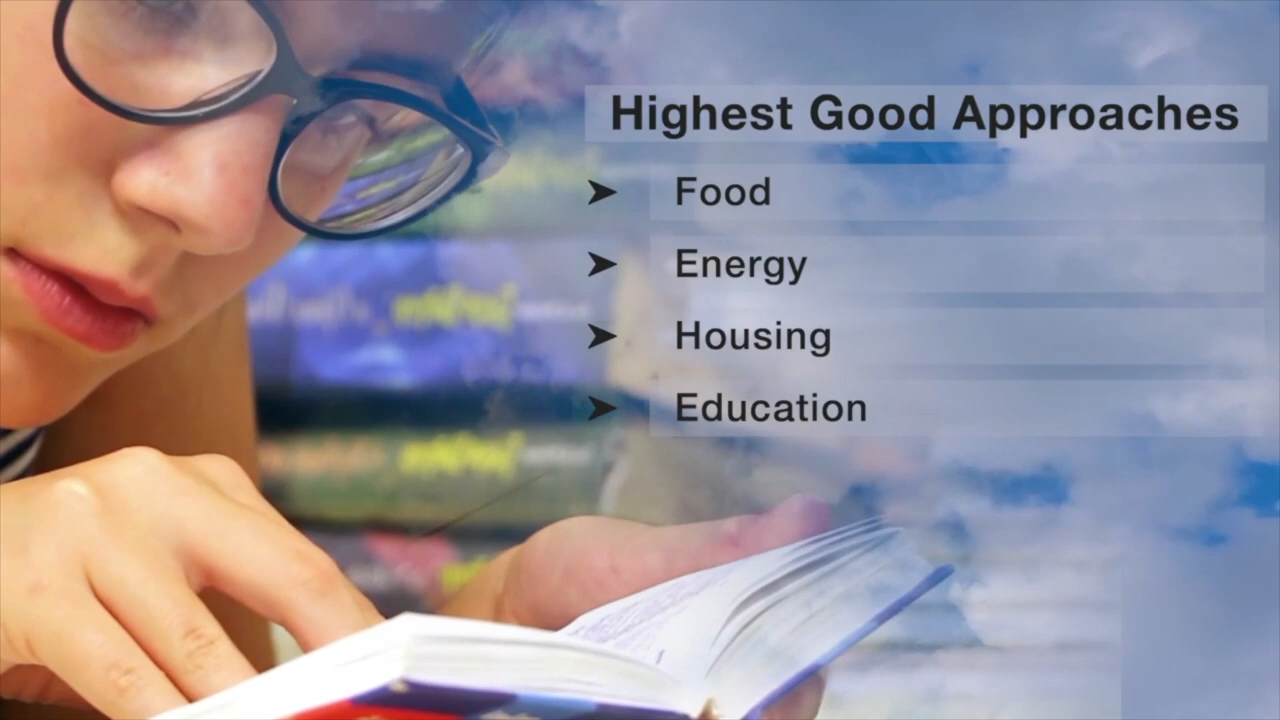 Highest Good Approaches
➤ Food
➤ Energy
➤ Housing
➤ Education